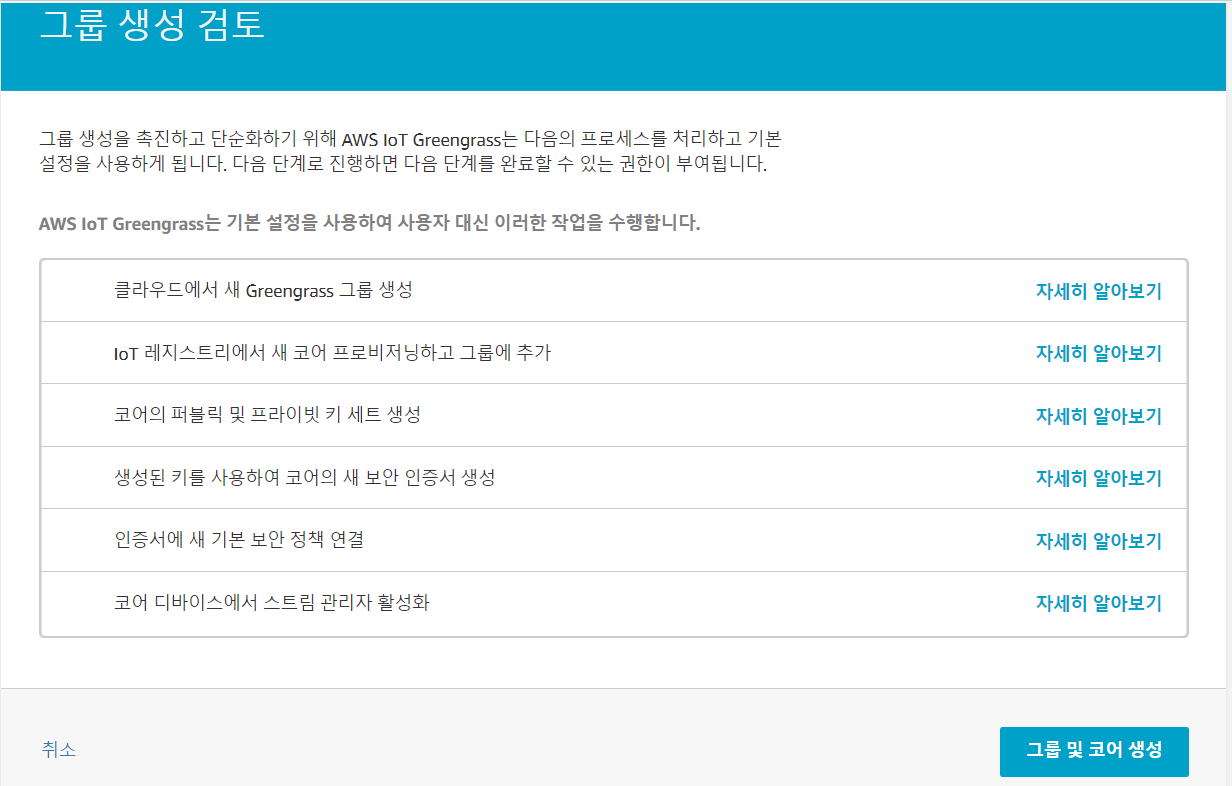 그룹 생성 검토
그룹 생성을 촉진하고 단순화하기 위해 AWS IoT Greengrass는 다음의 프로세스를 처리하고 기본
설정을 사용하게 됩니다. 다음 단계로 진행하면 다음 단계를 완료할 수 있는 권한이 부여됩니다.
AWS IoT Greengrass는 기본 설정을 사용하여 사용자 대신 이러한 작업을 수행합니다.
클라우드에서 새 Greengrass 그룹 생성 자세히 알아보기
IoT 레지스트리에서 새 코어 프로비저닝하고 그룹에 추가 자세히 알아보기
코어의 퍼블릭 및 프라이빗 키 세트 생성 자세히 알아보기
생성된 키를 사용하여 코어의 새 보안 인증서 생성 자세히 알아보기
인증서에 새 기본 보안 정책 연결 자세히 알아보기
코어 디바이스에서 스트림 관리자 활성화 자세히 알아보기
취소 그룹 및 코어 생성